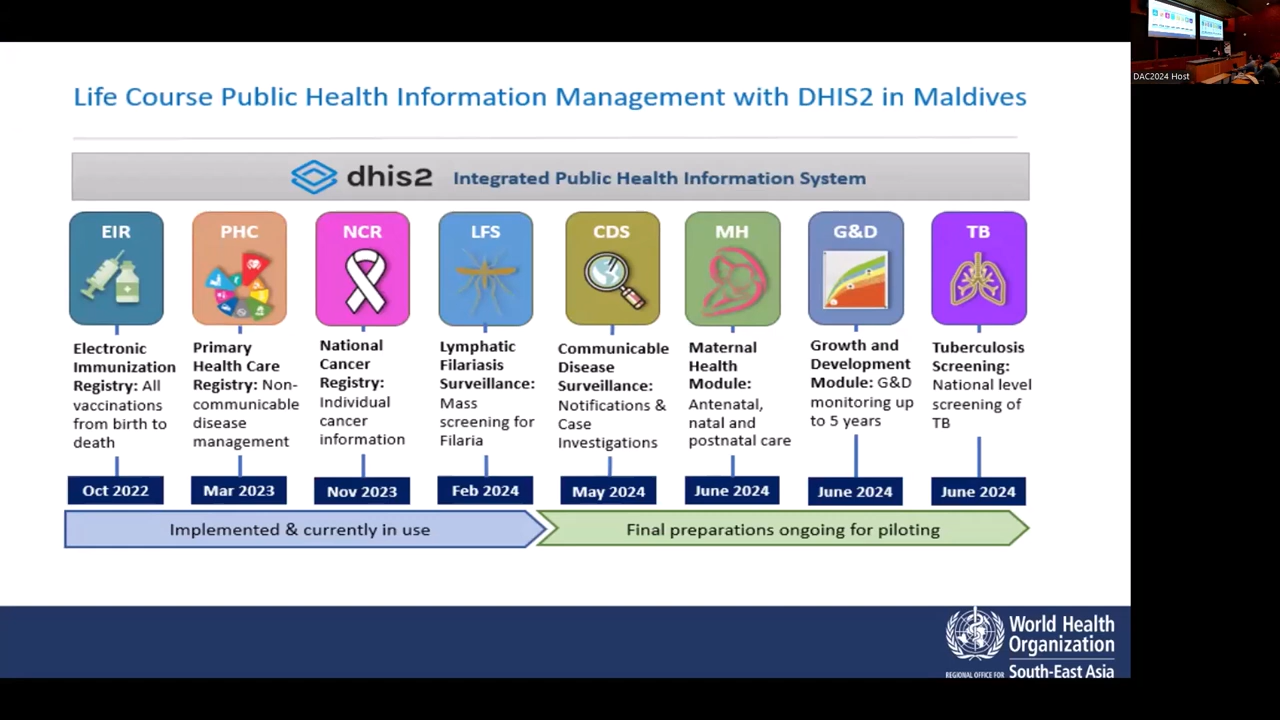 DAC2024 Host
Life Course Public Health Information Management with DHIS2 in Maldives
dhis2 Integrated Public Health Information System
EIR
Electronic
Immunization
Registry: All
vaccinations
from birth to
death
Oct 2022
PHC
Primary
Health Care
Registry: Non-
communicable
disease
management
Mar 2023
NCR
National
Cancer
Registry:
Individual
cancer
information
Nov 2023
LFS
Lymphatic
Filariasis
Surveillance:
Mass
screening for
Filaria
Feb 2024
CDS
Communicable
Disease
Surveillance:
Notifications &
Case
Investigations
May 2024
MH
Maternal
Health
Module:
Antenatal,
natal and
postnatal care
June 2024
G&D
Growth and
Development
Module: G&D
monitoring up
to 5 years
June 2024
TB
Tuberculosis
Screening:
National level
screening of
TB
June 2024
Implemented & currently in use
Final preparations ongoing for piloting
World Health
Organization
REGIONAL OFFICE FOR South-East Asia